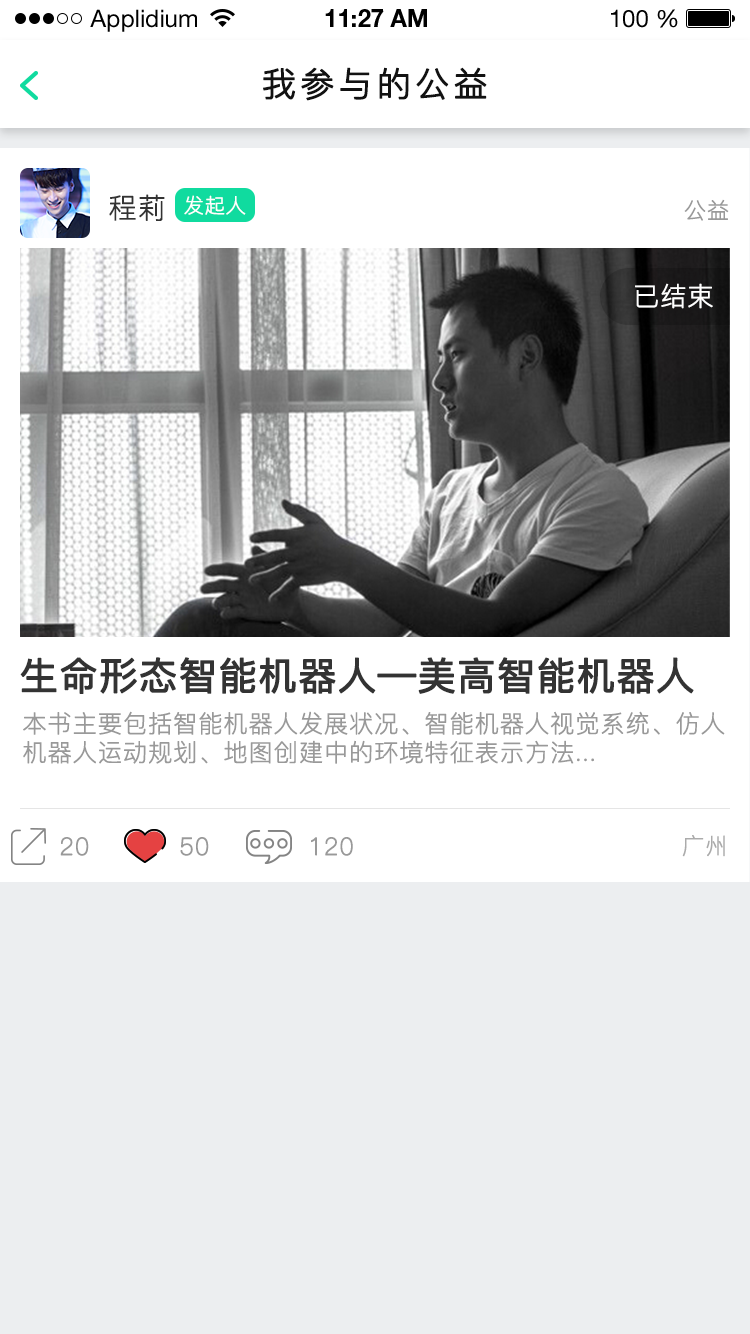 Applidium 11:27 AM 100 %
我参与的公益
程莉 发起人 公益
已结束
生命形态智能机器人—美高智能机器人
本书主要包括智能机器人发展状况、智能机器人视觉系统、仿人
机器人运动规划、地图创建中的环境特征表示方法...
20 50 120 广州